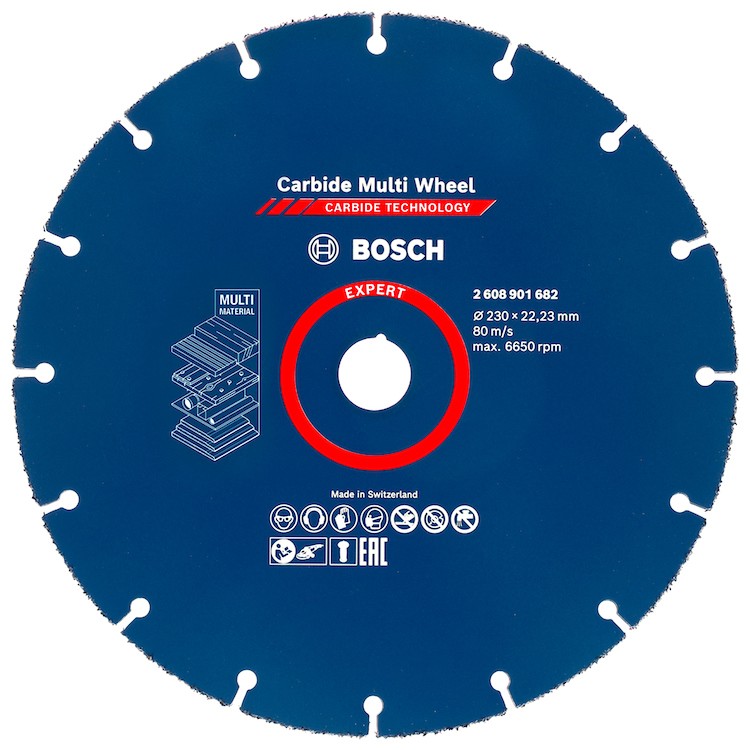 Carbide Multi Wheel
CARBIDE TECHNOLOGY
BOSCH
EXPERT
MULTI
MATERIAL
2 608 901 682
Ø 230 × 22,23 mm
80 m/s
max. 6650 rpm
Made in Switzerland
EAC